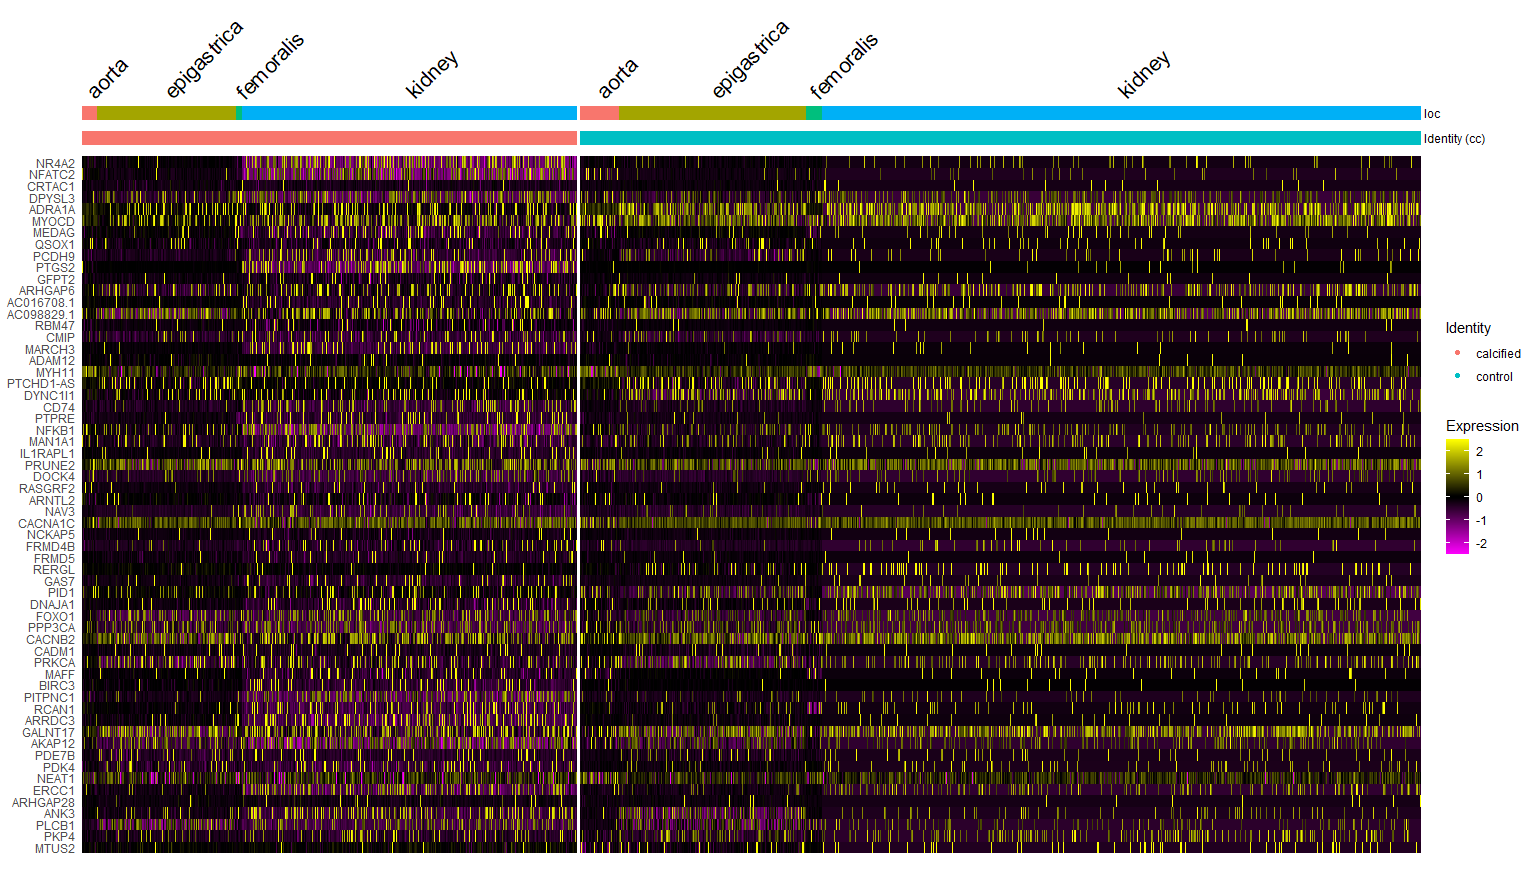 aorta
epigastrica
femoralis
kidney
aorta
epigastrica
femoralis
kidney
loc
Identity (cc)
NR4A2
NFATC2
CRTAC1
DPYSL3
ADRA1A
MYOCD
MEDAG
QSOX1
PCDH9
PTGS2
GFPT2
ARHGAP6
AC016708.1
AC098829.1
RBM47
CMIP
MARCH3
ADAM12
MYH11
PTCHD1-AS
DYNC1I1
CD74
PTPRE
NFKB1
MAN1A1
IL1RAPL1
PRUNE2
DOCK4
RASGRF2
ARNTL2
NAV3
CACNA1C
NCKAP5
FRMD4B
FRMD5
RERGL
GAS7
PID1
DNAJA1
FOXO1
PPP3CA
CACNB2
CADM1
PRKCA
MAFF
BIRC3
PITPNC1
RCAN1
ARRDC3
GALNT17
AKAP12
PDE7B
PDK4
NEAT1
ERCC1
ARHGAP28
ANK3
PLCB1
PKP4
MTUS2
Identity
calcified
control
Expression
2
1
0
-1
-2